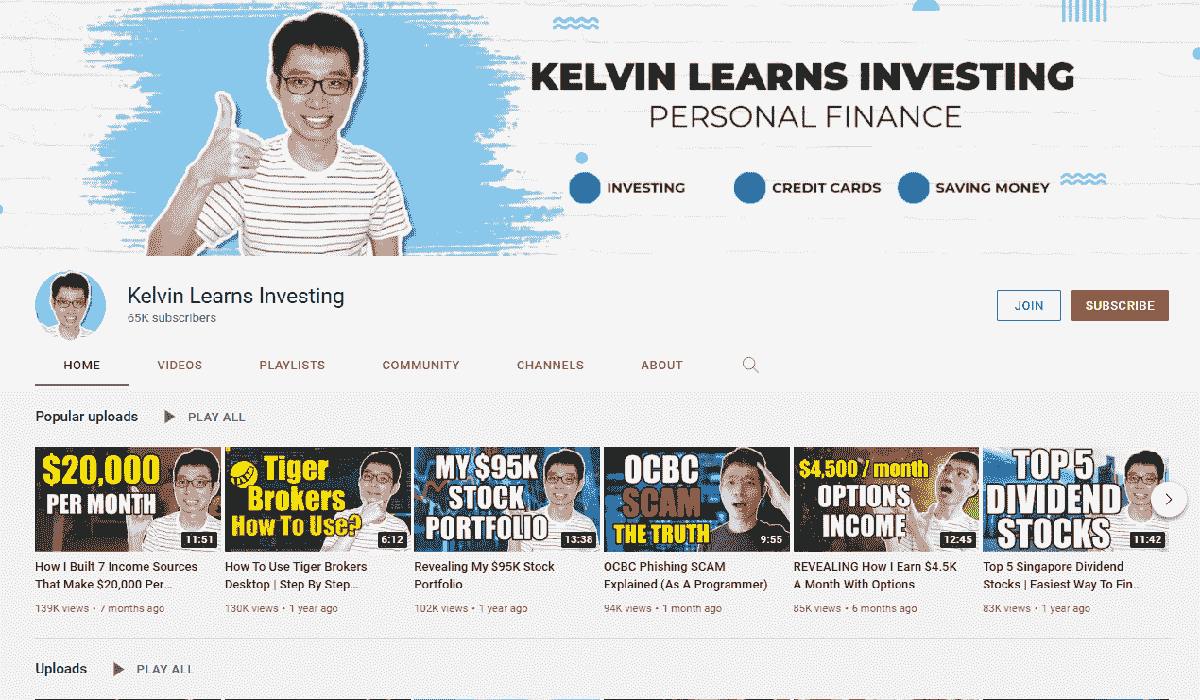 KELVIN LEARNS INVESTING
PERSONAL FINANCE
INVESTING
CREDIT CARDS
SAVING MONEY
Kelvin Learns Investing
65K subscribers
JOIN
SUBSCRIBE
HOME
VIDEOS
PLAYLISTS
COMMUNITY
CHANNELS
ABOUT
Popular uploads
PLAY ALL
$20,000
PER MONTH
11:51
How I Built 7 Income Sources
That Make $20,000 Per...
139K views • 7 months ago
Tiger
Brokers
How To Use?
6:12
How To Use Tiger Brokers
Desktop | Step By Step...
130K views • 1 year ago
MY $95K
STOCK
PORTFOLIO
13:38
Revealing My $95K Stock
Portfolio
102K views • 1 year ago
OCBC
SCAM
THE TRUTH
9:55
OCBC Phishing SCAM
Explained (As A Programmer)
94K views • 1 month ago
$4,500 / month
OPTIONS
INCOME
12:45
REVEALING How I Earn $4.5K
A Month With Options
85K views • 6 months ago
TOP 5
DIVIDEND
STOCKS
11:42
Top 5 Singapore Dividend
Stocks | Easiest Way To Fin...
83K views • 1 year ago
Uploads
PLAY ALL